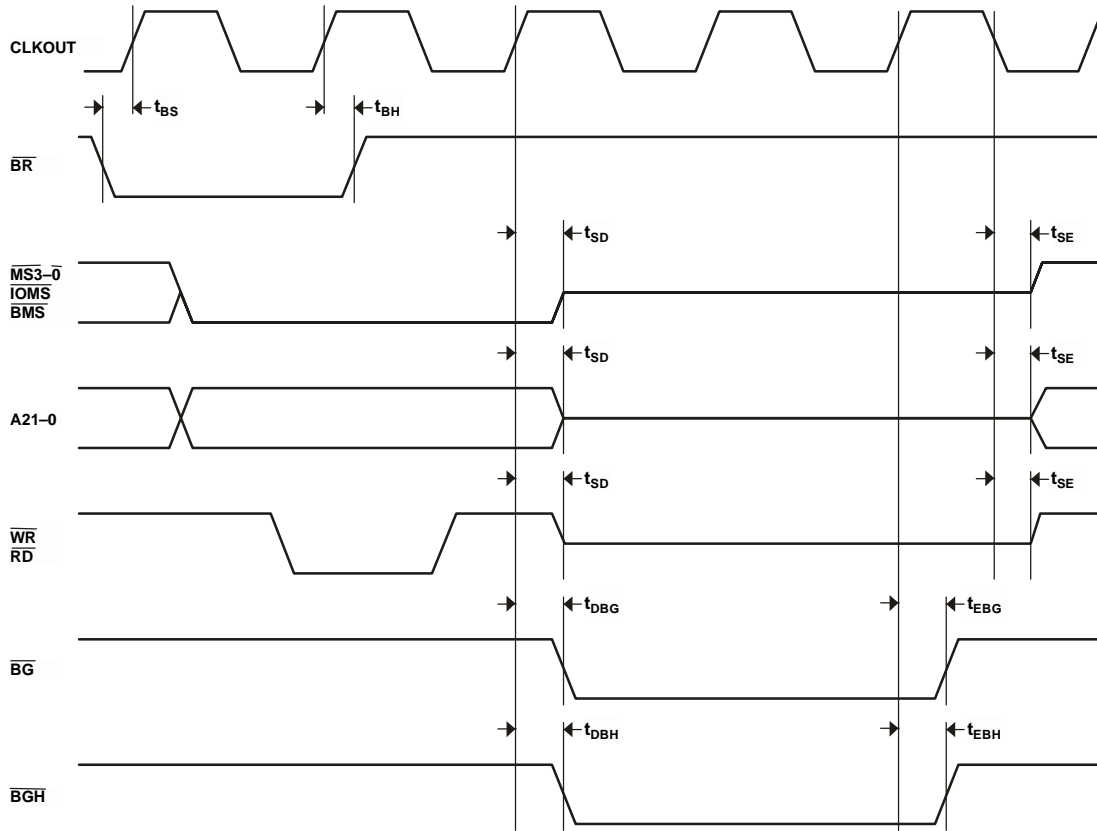 CLKOUT
tBS
tBH
BR
tSD
tSE
MS3–0
IOMS
BMS
tSD
tSE
A21–0
tSD
tSE
WR
RD
tDBG
tEBG
BG
tDBH
tEBH
BGH